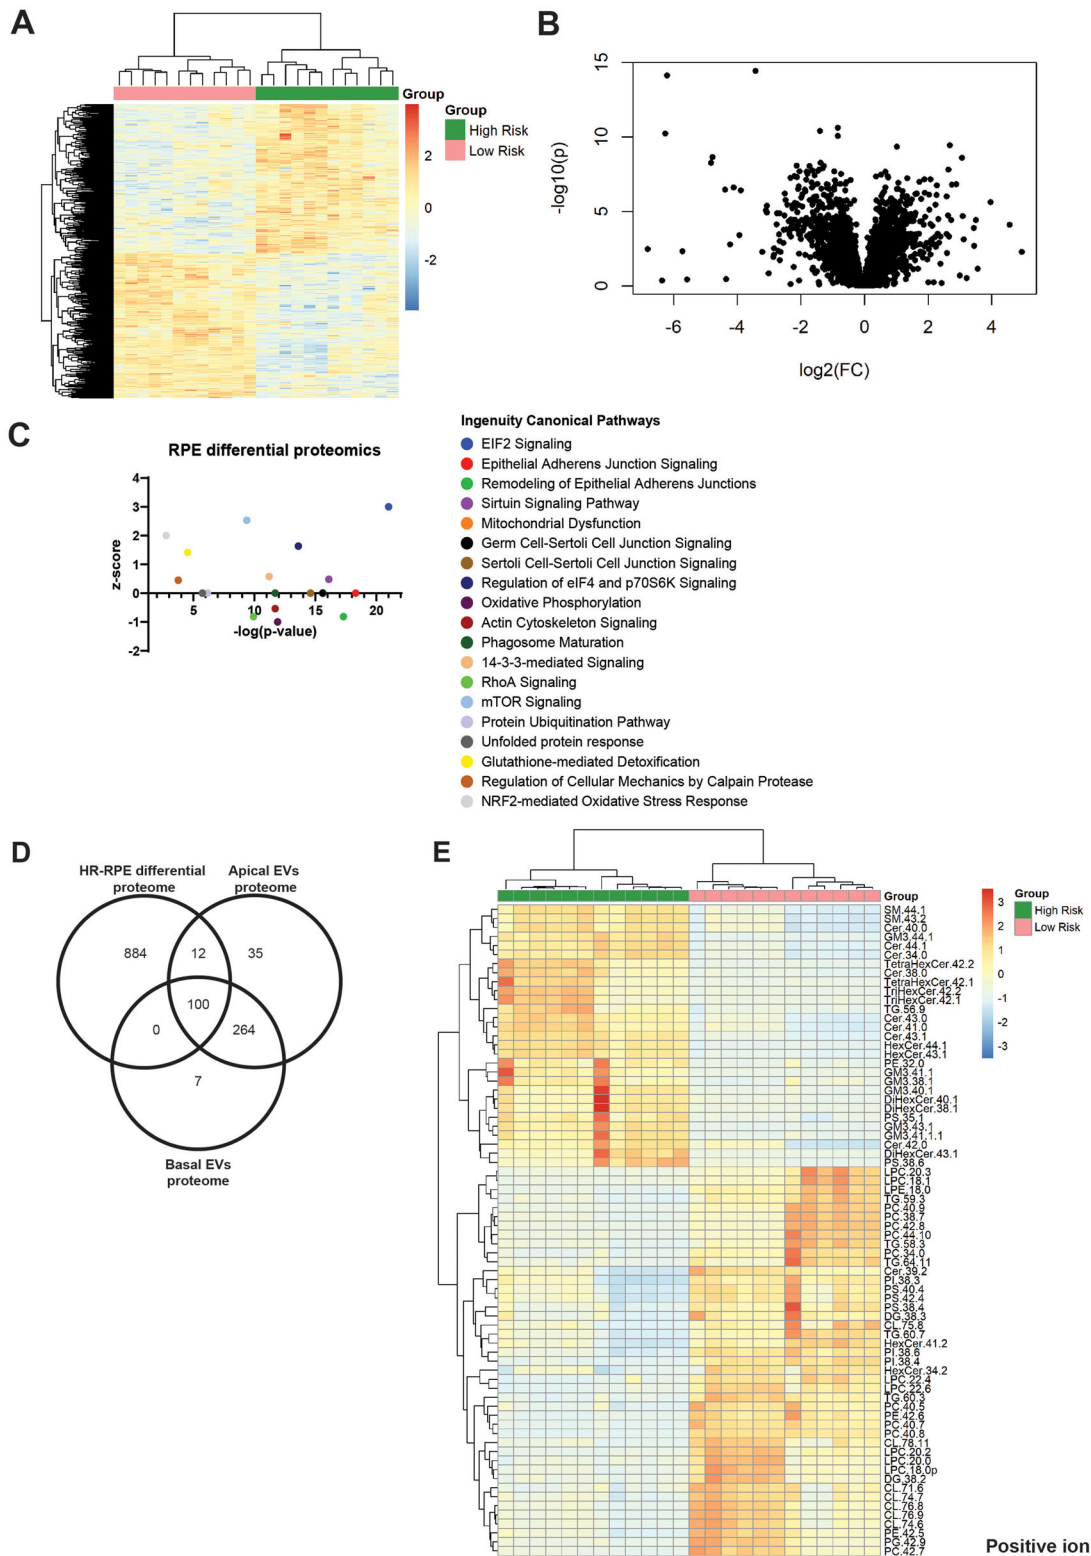 A
Group
2
0
-2
Group
High Risk
Low Risk
B
15
10
5
0
-log10(p)
-6
-4
-2
0
2
4
log2(FC)
C
RPE differential proteomics
4
3
2
1
0
-1
-2
z-score
5
10
15
20
-log(p-value)
Ingenuity Canonical Pathways
EIF2 Signaling
Epithelial Adherens Junction Signaling
Remodeling of Epithelial Adherens Junctions
Sirtuin Signaling Pathway
Mitochondrial Dysfunction
Germ Cell-Sertoli Cell Junction Signaling
Sertoli Cell-Sertoli Cell Junction Signaling
Regulation of eIF4 and p70S6K Signaling
Oxidative Phosphorylation
Actin Cytoskeleton Signaling
Phagosome Maturation
14-3-3-mediated Signaling
RhoA Signaling
mTOR Signaling
Protein Ubiquitination Pathway
Unfolded protein response
Glutathione-mediated Detoxification
Regulation of Cellular Mechanics by Calpain Protease
NRF2-mediated Oxidative Stress Response
D
HR-RPE differential
proteome
Apical EVs
proteome
884
12
35
100
0
264
7
Basal EVs
proteome
E
Group
SM.44.1
SM.43.2
Cer.40.0
GM3.44.1
Cer.44.1
Cer.34.0
TetraHexCer.42.2
Cer.38.0
TetraHexCer.42.1
TriHexCer.42.2
TriHexCer.42.1
TG.56.9
Cer.43.0
Cer.41.0
Cer.43.1
HexCer.44.1
HexCer.43.1
PE.32.0
GM3.41.1
GM3.38.1
GM3.40.1
DiHexCer.40.1
DiHexCer.38.1
PS.35.1
GM3.43.1
GM3.41.1.1
Cer.42.0
DiHexCer.43.1
PS.38.6
LPC.20.3
LPC.18.1
LPE.18.0
TG.59.3
PC.40.9
PC.38.7
PC.42.8
PC.44.10
TG.58.3
PC.34.0
TG.64.11
Cer.39.2
PI.38.3
PS.40.4
PS.42.4
PS.38.4
DG.38.3
CL.75.8
TG.60.7
HexCer.41.2
PI.38.6
PI.38.4
HexCer.34.2
LPC.22.4
LPC.22.6
TG.60.3
PC.40.5
PE.42.6
PC.40.7
PC.40.8
CL.78.11
LPC.20.2
LPC.20.0
LPC.18.0p
DG.38.2
CL.71.6
CL.74.7
CL.76.8
CL.76.9
CL.74.6
PE.42.5
PG.42.9
PC.42.7
3
2
1
0
-1
-2
-3
Group
High Risk
Low Risk
Positive ion